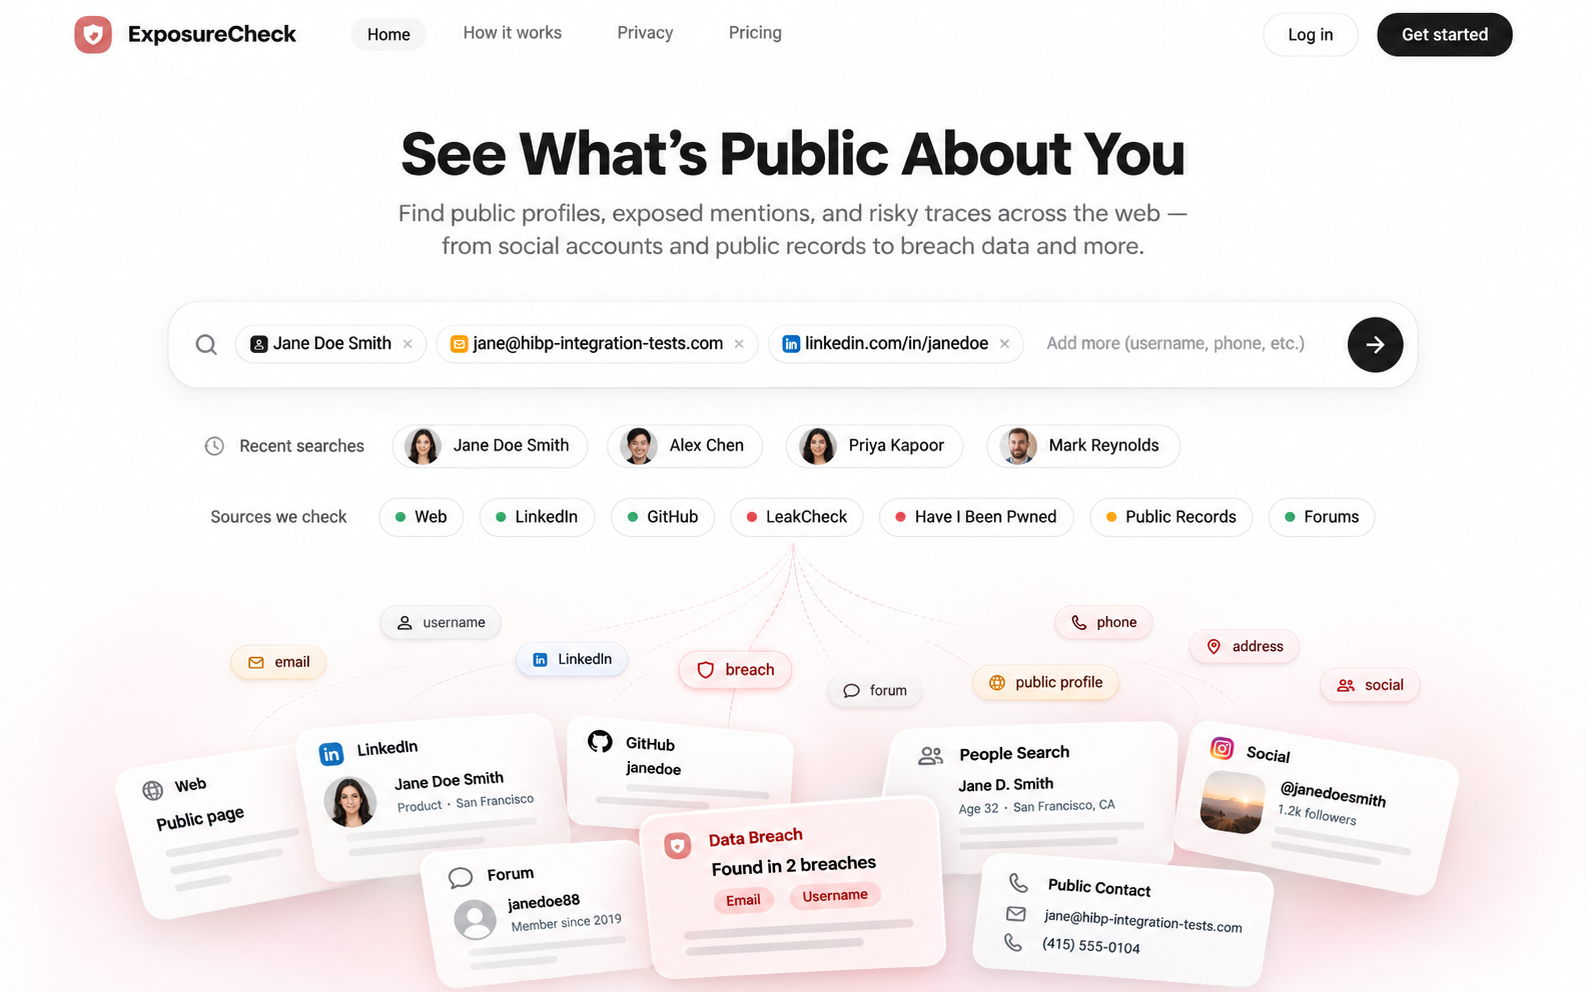 ExposureCheck
Home
How it works
Privacy
Pricing
Log in
Get started
See What’s Public About You
Find public profiles, exposed mentions, and risky traces across the web —
from social accounts and public records to breach data and more.
Jane Doe Smith ×
jane@hibp-integration-tests.com ×
in linkedin.com/in/janedoe ×
Add more (username, phone, etc.)
Recent searches
Jane Doe Smith
Alex Chen
Priya Kapoor
Mark Reynolds
Sources we check
Web
LinkedIn
GitHub
LeakCheck
Have I Been Pwned
Public Records
Forums
username
phone
email
in LinkedIn
breach
address
forum
public profile
social
Web
Public page
in LinkedIn
Jane Doe Smith
Product · San Francisco
GitHub
janedoe
People Search
Jane D. Smith
Age 32 · San Francisco, CA
Social
@janedoesmith
1.2k followers
Forum
janedoe88
Member since 2019
Data Breach
Found in 2 breaches
Email
Username
Public Contact
jane@hibp-integration-tests.com
(415) 555-0104